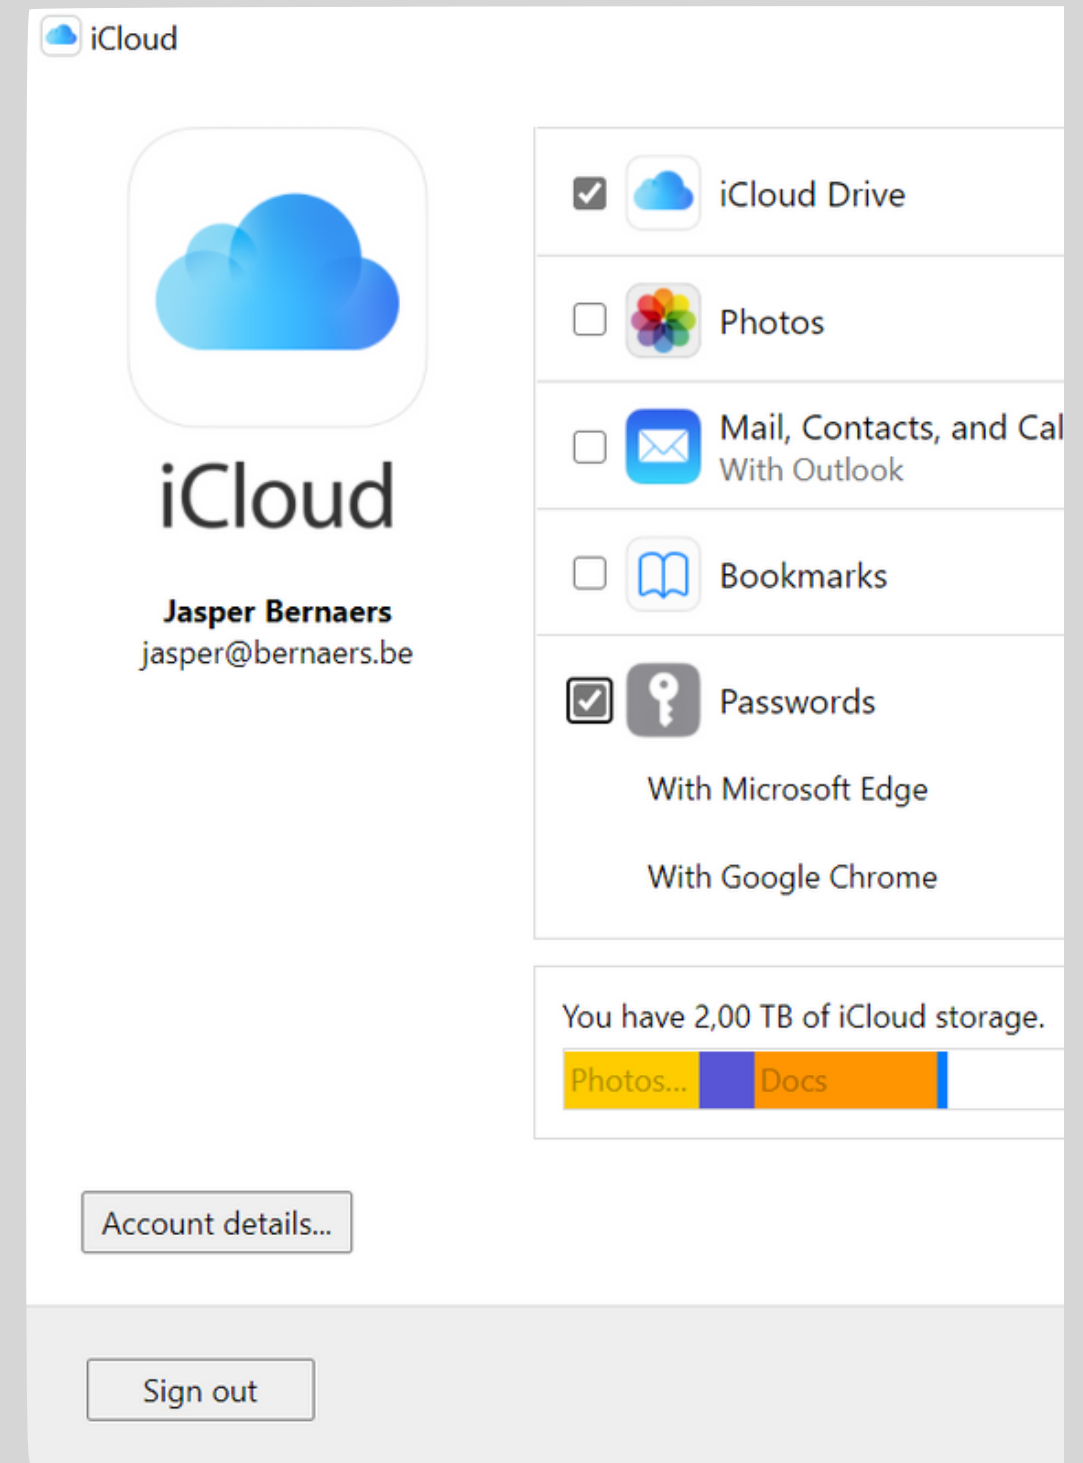 iCloud
iCloud Drive
Photos
Mail, Contacts, and Cal
With Outlook
iCloud
Bookmarks
Jasper Bernaers
jasper@bernaers.be
Passwords
With Microsoft Edge
With Google Chrome
You have 2,00 TB of iCloud storage.
Photos... Docs
Account details...
Sign out